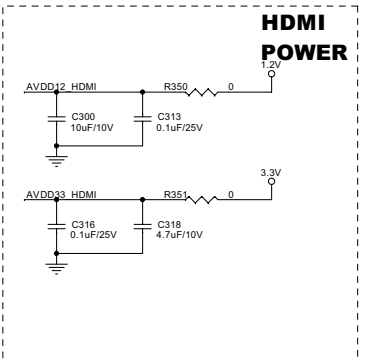 HDMI
POWER
1.2V
AVDD12_HDMI
R350
0
C300
10uF/10V
C313
0.1uF/25V
3.3V
AVDD33_HDMI
R351
0
C316
0.1uF/25V
C318
4.7uF/10V